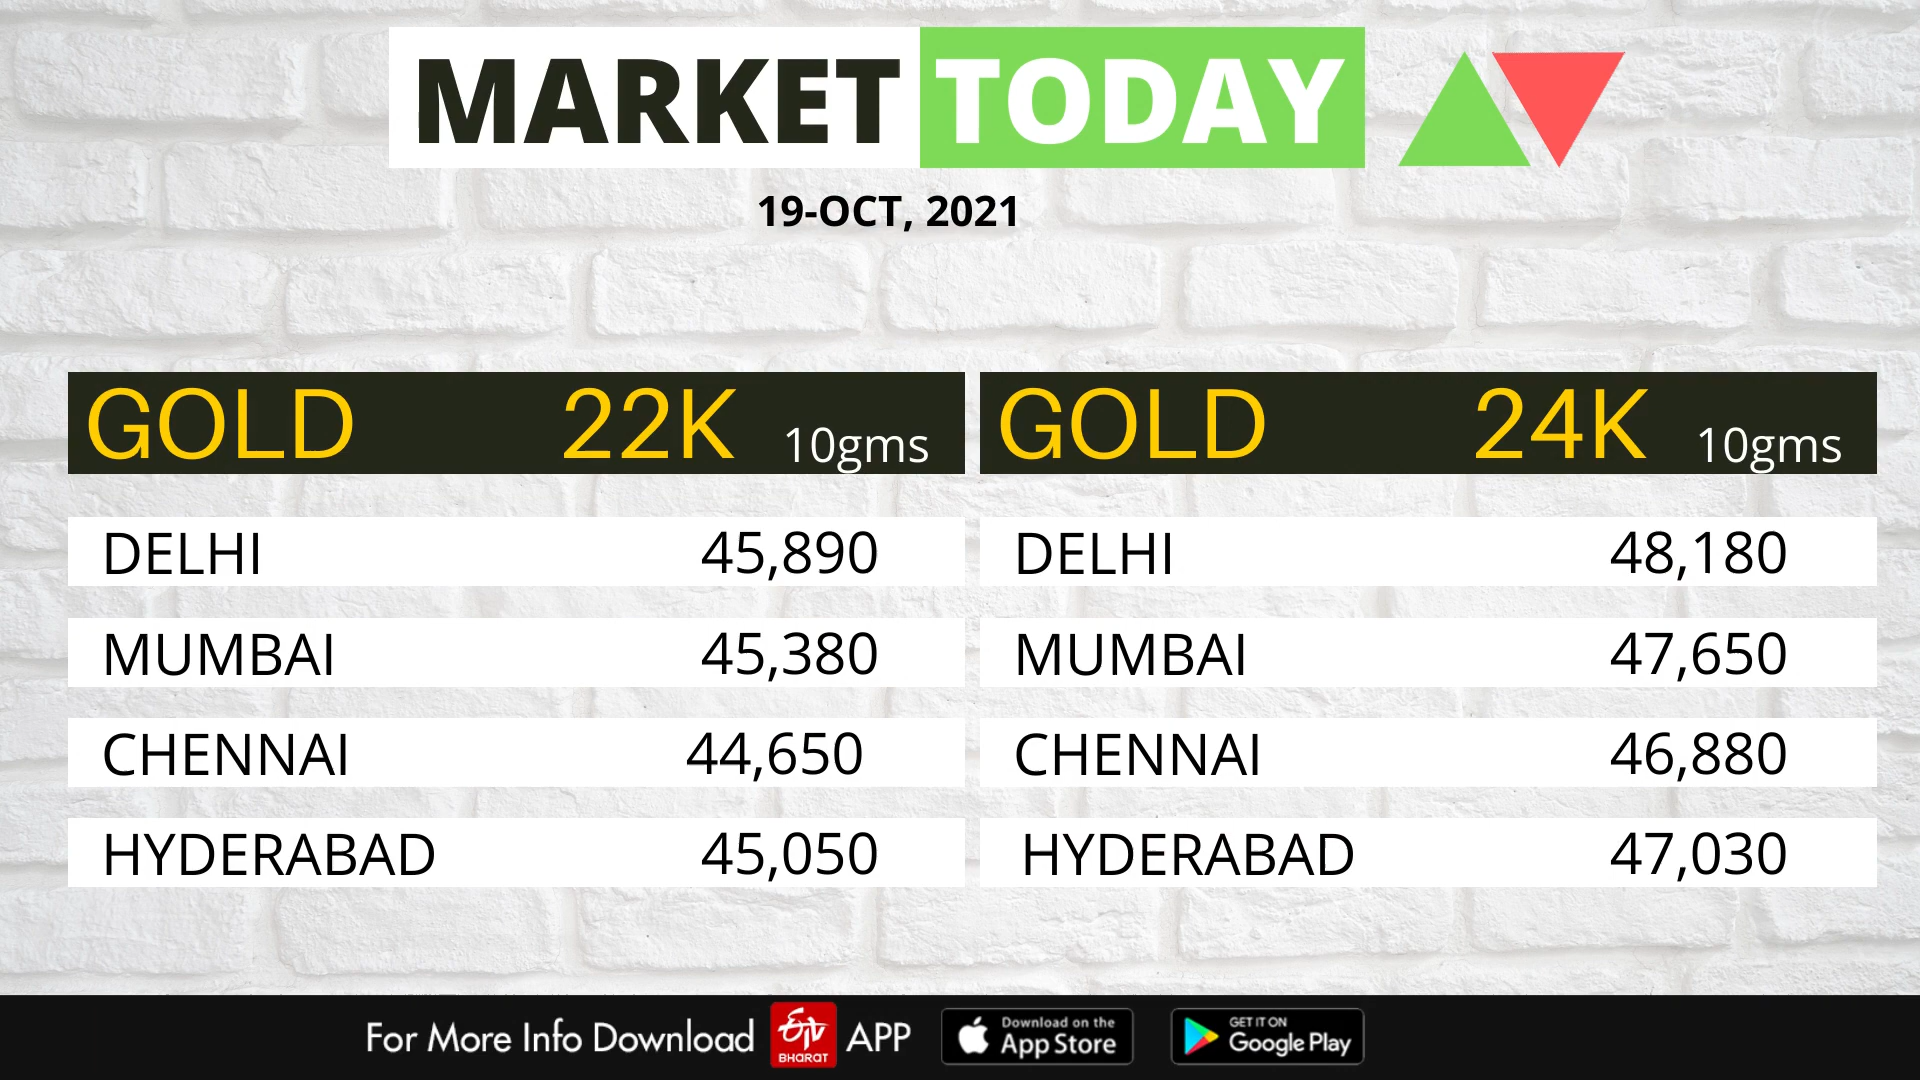 MARKET TODAY
19-OCT, 2021
GOLD 22K 10gms
DELHI 45,890
MUMBAI 45,380
CHENNAI 44,650
HYDERABAD 45,050
GOLD 24K 10gms
DELHI 48,180
MUMBAI 47,650
CHENNAI 46,880
HYDERABAD 47,030
For More Info Download ETV BHARAT APP
Download on the
App Store
GET IT ON
Google Play